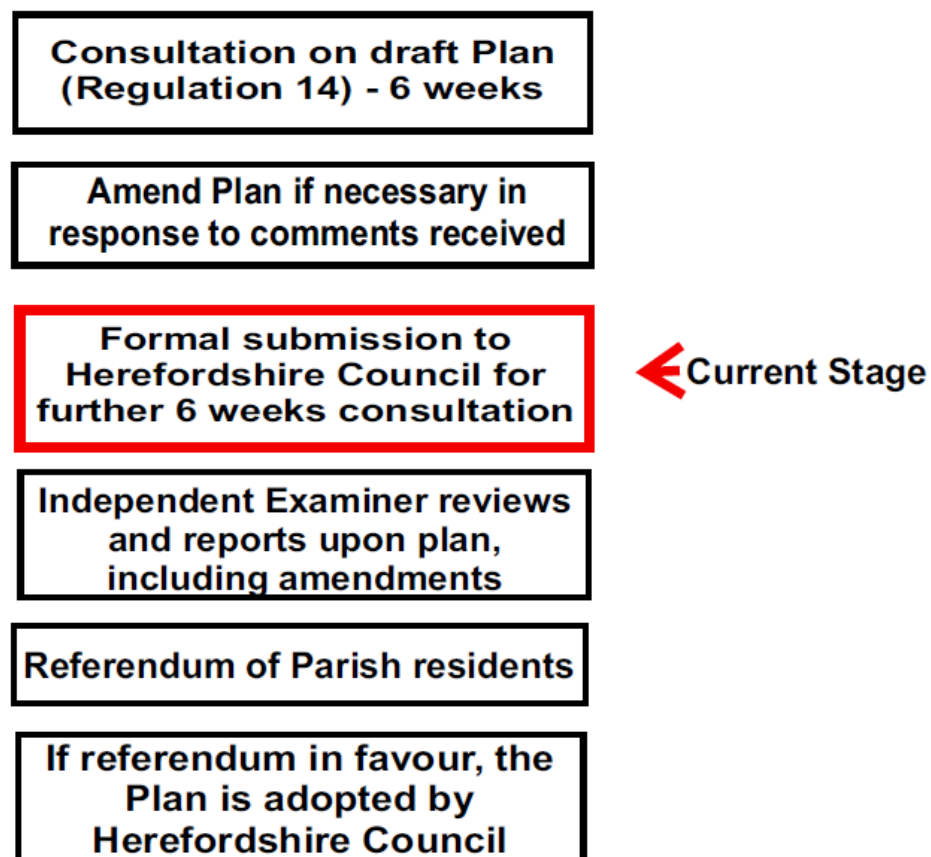 Consultation on draft Plan
(Regulation 14) - 6 weeks
Amend Plan if necessary in
response to comments received
Formal submission to
Herefordshire Council for
further 6 weeks consultation
Current Stage
Independent Examiner reviews
and reports upon plan,
including amendments
Referendum of Parish residents
If referendum in favour, the
Plan is adopted by
Herefordshire Council